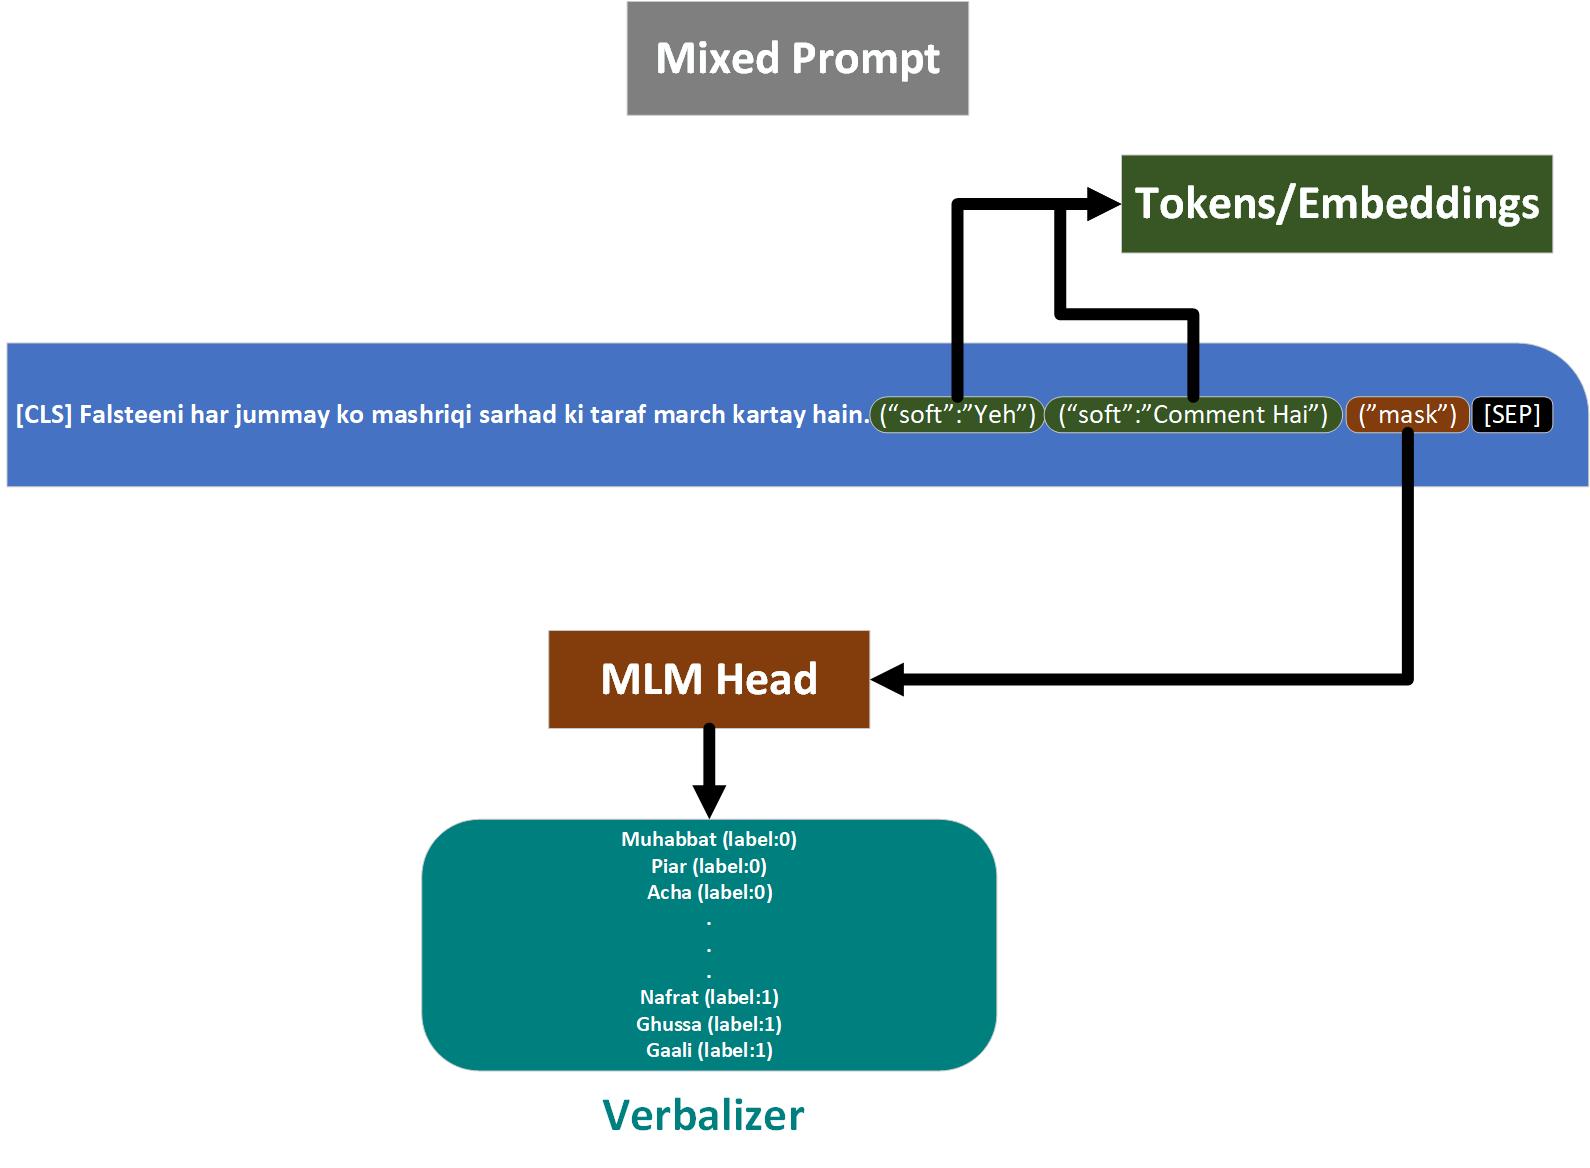 Mixed Prompt
Tokens/Embeddings
[CLS] Falsteeni har jummay ko mashriqi sarhad ki taraf march kartay hain. (“soft”:”Yeh”) (“soft”:”Comment Hai”) (”mask”) [SEP]
MLM Head
Muhabbat (label:0)
Piar (label:0)
Acha (label:0)
.
.
.
Nafrat (label:1)
Ghussa (label:1)
Gaali (label:1)
Verbalizer